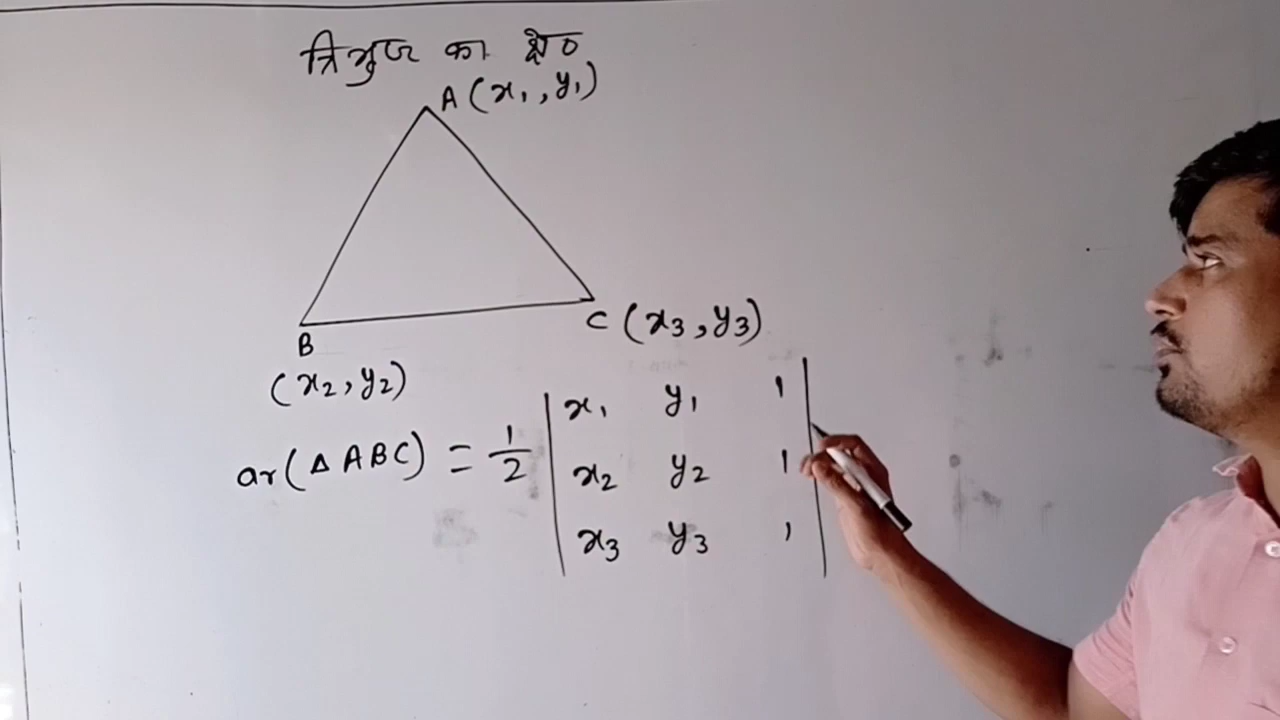 त्रिभुज का क्षे०
A (x₁, y₁)
B
C (x₃, y₃)
(x₂, y₂)
ar(Δ ABC) = 1/2 | x₁ y₁ 1
x₂ y₂ 1
x₃ y₃ 1 |